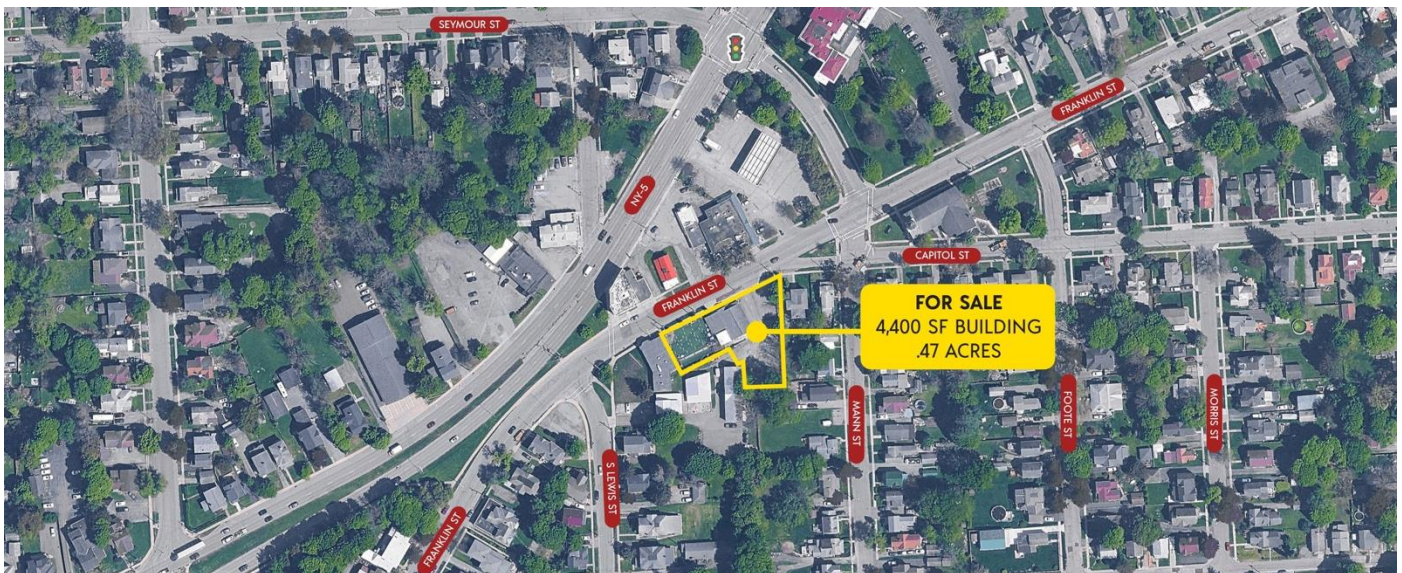 SEYMOUR ST
FRANKLIN ST
NY-5
CAPITOL ST
FRANKLIN ST
FOR SALE
4,400 SF BUILDING
.47 ACRES
MANN ST
FOOTE ST
MORRIS ST
S LEWIS ST
FRANKLIN ST